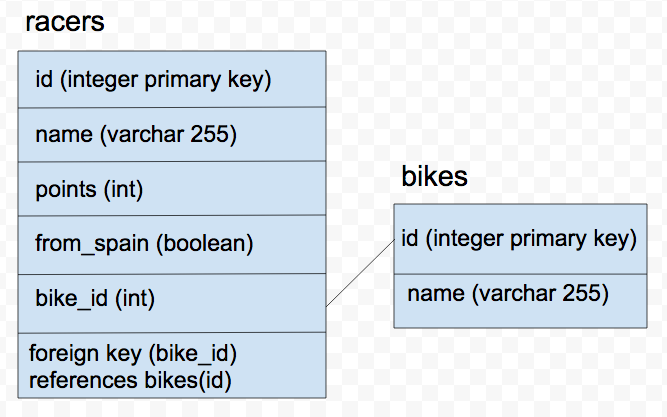 racers
id (integer primary key)
name (varchar 255)
points (int)
from_spain (boolean)
bike_id (int)
foreign key (bike_id)
references bikes(id)
bikes
id (integer primary key)
name (varchar 255)